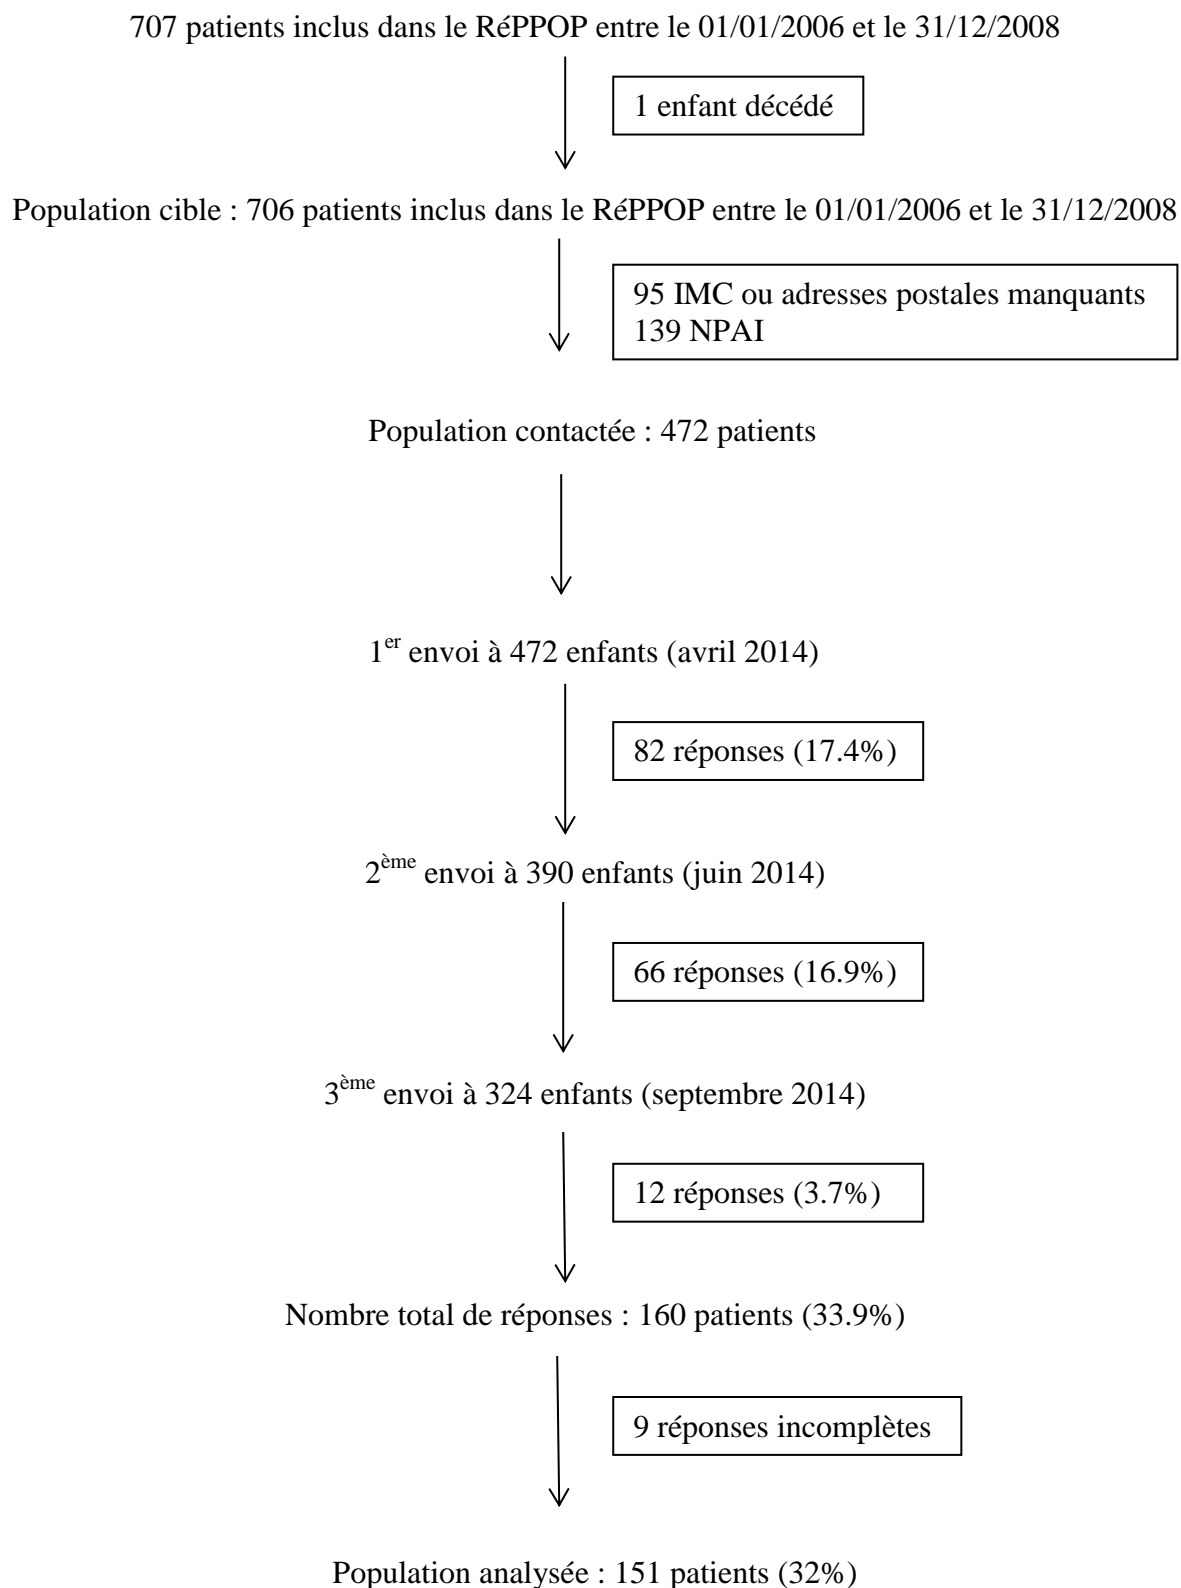 707 patients inclus dans le RéPPOP entre le 01/01/2006 et le 31/12/2008
1 enfant décédé
Population cible : 706 patients inclus dans le RéPPOP entre le 01/01/2006 et le 31/12/2008
95 IMC ou adresses postales manquants
139 NPAI
Population contactée : 472 patients
1er envoi à 472 enfants (avril 2014)
82 réponses (17.4%)
2ème envoi à 390 enfants (juin 2014)
66 réponses (16.9%)
3ème envoi à 324 enfants (septembre 2014)
12 réponses (3.7%)
Nombre total de réponses : 160 patients (33.9%)
9 réponses incomplètes
Population analysée : 151 patients (32%)